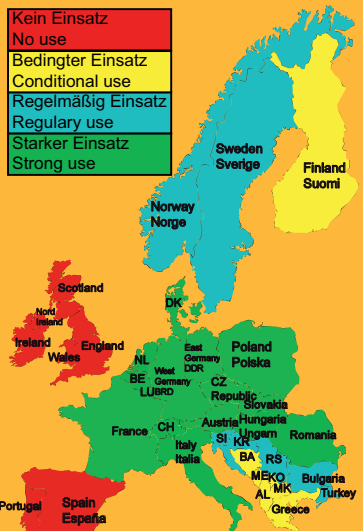 Kein Einsatz
No use
Bedingter Einsatz
Conditional use
Regelmäßig Einsatz
Regulary use
Starker Einsatz
Strong use
Sweden
Sverige
Finland
Suomi
Norway
Norge
Scotland
Nord
Ireland
Ireland
England
Wales
DK
NL
BE
LU
West
Germany
BRD
East
Germany
DDR
Poland
Polska
CZ
Republic
Slovakia
France
CH
Austria
Hungaria
Ungarn
Romania
Italy
Italia
SI
KR
BA
RS
ME
KO
MK
AL
Bulgaria
Turkey
Greece
Portugal
Spain
España